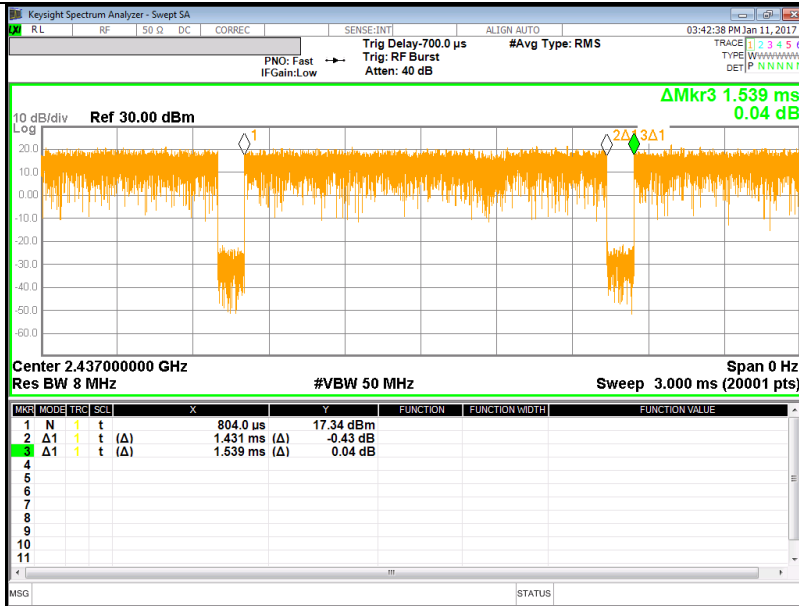 Keysight Spectrum Analyzer - Swept SA
LXI RL RF 50 Ω DC CORREC SENSE:INT ALIGN AUTO 03:42:38 PM Jan 11, 2017
Trig Delay-700.0 µs #Avg Type: RMS TRACE 1 2 3 4 5 6
PNO: Fast Trig: RF Burst TYPE WWWWWW
IFGain:Low Atten: 40 dB DET P N N N N N
ΔMkr3 1.539 ms
0.04 dB
10 dB/div Ref 30.00 dBm
Log
1 2Δ1 3Δ1
20.0
10.0
0.00
-10.0
-20.0
-30.0
-40.0
-50.0
-60.0
Center 2.437000000 GHz Span 0 Hz
Res BW 8 MHz #VBW 50 MHz Sweep 3.000 ms (20001 pts)
MKR MODE TRC SCL X Y FUNCTION FUNCTION WIDTH FUNCTION VALUE
1 N 1 t 804.0 µs 17.34 dBm
2 Δ1 1 t (Δ) 1.431 ms (Δ) -0.43 dB
3 Δ1 1 t (Δ) 1.539 ms (Δ) 0.04 dB
4
5
6
7
8
9
10
11
MSG STATUS